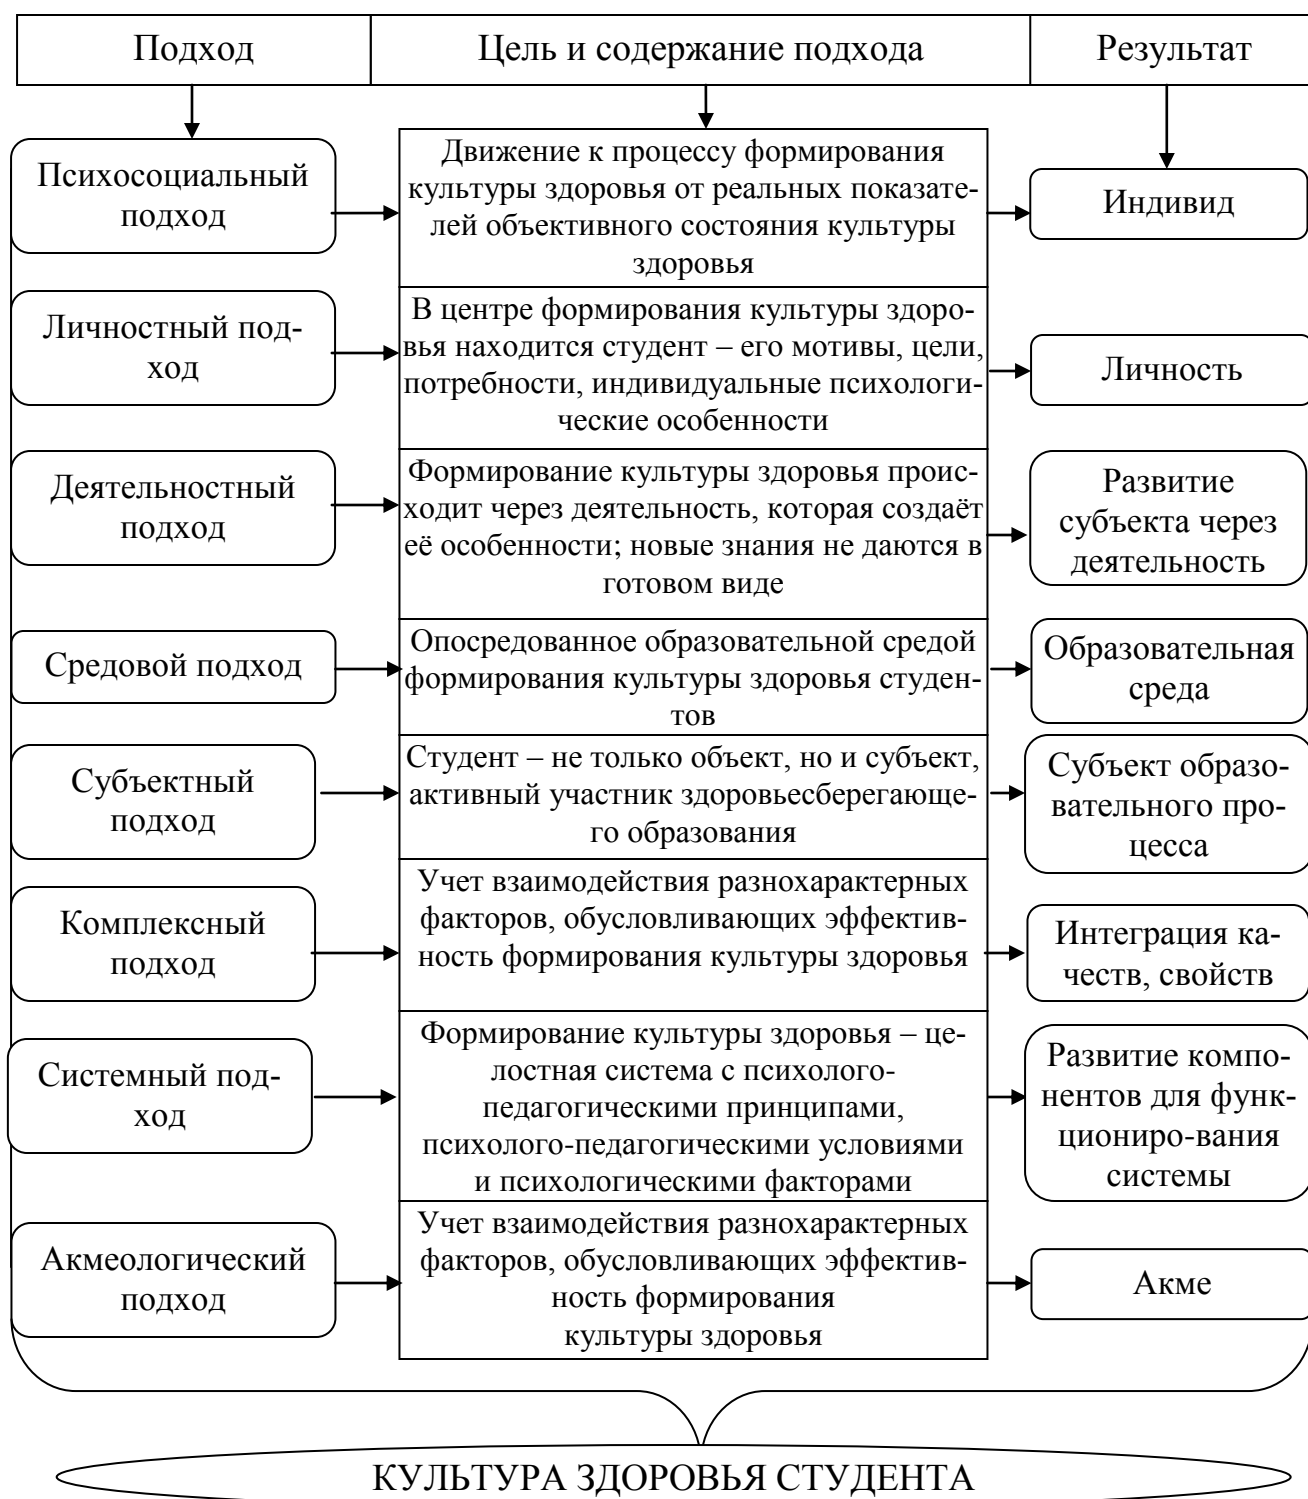 Подход
Цель и содержание подхода
Результат
Психосоциальный
подход
Движение к процессу формирования
культуры здоровья от реальных показате-
лей объективного состояния культуры
здоровья
Индивид
Личностный под-
ход
В центре формирования культуры здоро-
вья находится студент – его мотивы, цели,
потребности, индивидуальные психологи-
ческие особенности
Личность
Деятельностный
подход
Формирование культуры здоровья проис-
ходит через деятельность, которая создаёт
её особенности; новые знания не даются в
готовом виде
Развитие
субъекта через
деятельность
Средовой подход
Опосредованное образовательной средой
формирования культуры здоровья студен-
тов
Образовательная
среда
Субъектный
подход
Студент – не только объект, но и субъект,
активный участник здоровьесберегающе-
го образования
Субъект образо-
вательного про-
цесса
Комплексный
подход
Учет взаимодействия разнохарактерных
факторов, обусловливающих эффектив-
ность формирования культуры здоровья
Интеграция ка-
честв, свойств
Системный под-
ход
Формирование культуры здоровья – це-
лостная система с психолого-
педагогическими принципами,
психолого-педагогическими условиями
и психологическими факторами
Развитие компо-
нентов для функ-
циониро-вания
системы
Акмеологический
подход
Учет взаимодействия разнохарактерных
факторов, обусловливающих эффектив-
ность формирования
культуры здоровья
Акме
КУЛЬТУРА ЗДОРОВЬЯ СТУДЕНТА